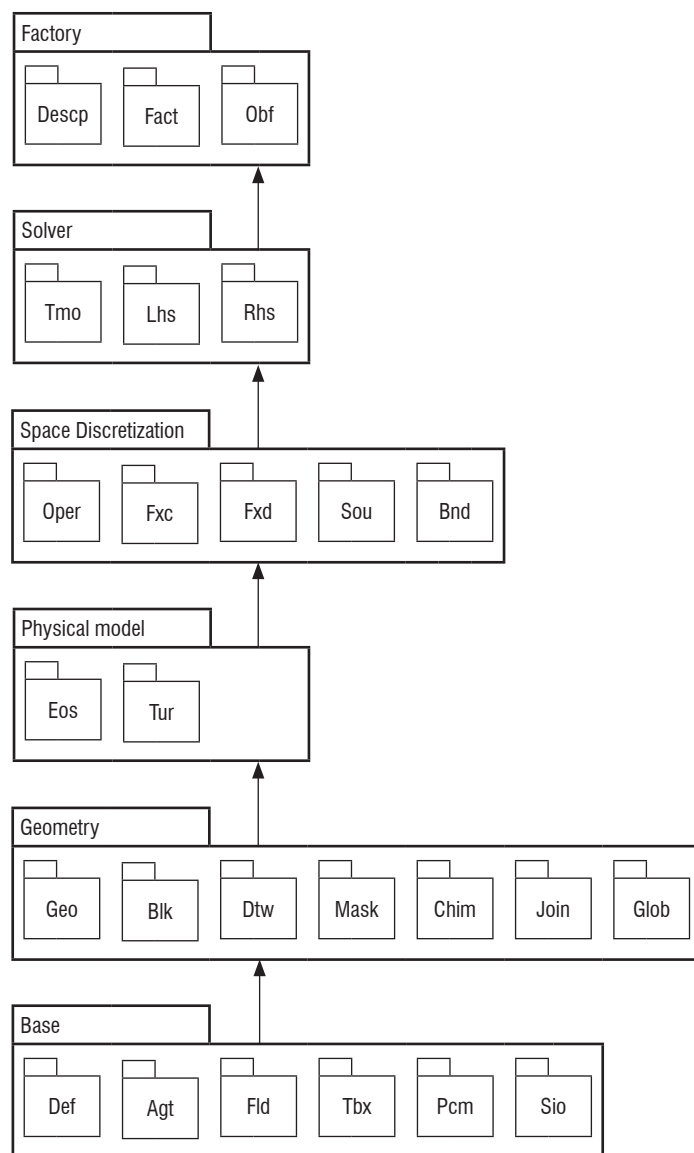 Factory
Descp Fact Obf
Solver
Tmo Lhs Rhs
Space Discretization
Oper Fxc Fxd Sou Bnd
Physical model
Eos Tur
Geometry
Geo Blk Dtw Mask Chim Join Glob
Base
Def Agt Fld Tbx Pcm Sio